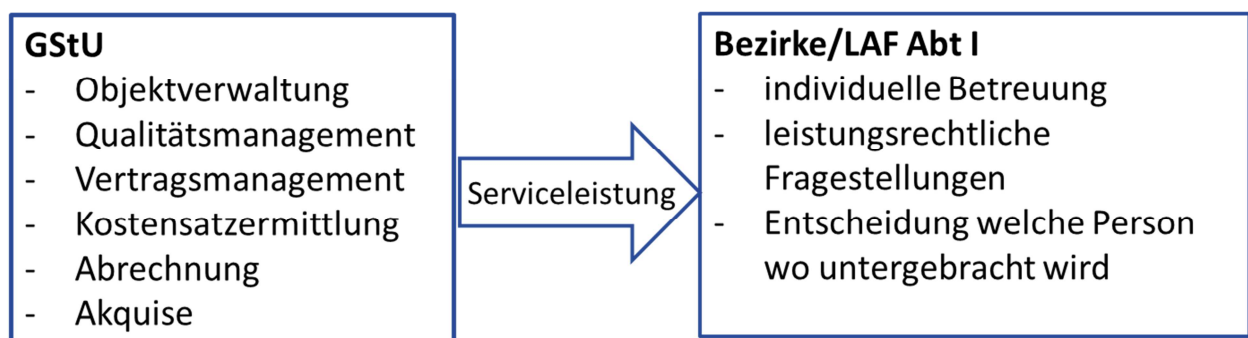 GStU
- Objektverwaltung
- Qualitätsmanagement
- Vertragsmanagement
- Kostensatzermittlung
- Abrechnung
- Akquise
Serviceleistung
Bezirke/LAF Abt I
- individuelle Betreuung
- leistungsrechtliche
Fragestellungen
- Entscheidung welche Person
wo untergebracht wird